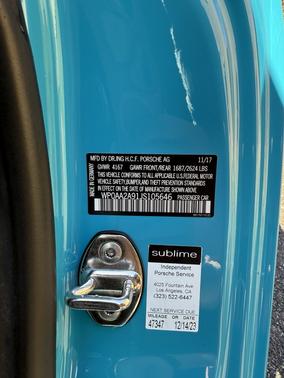 MFD BY DR.ING H.C.F. PORSCHE AG 11/17
MADE IN GERMANY
GVWR 4167 GAWR FRONT/REAR 1687/2624 LBS
THIS VEHICLE CONFORMS TO ALL APPLICABLE U.S. FEDERAL MOTOR
VEHICLE SAFETY, BUMPER, AND THEFT PREVENTION STANDARDS IN
EFFECT ON THE DATE OF MANUFACTURE SHOWN ABOVE
WP0AA2A91JS105646 PASSENGER CAR
sublime
Independent
Porsche Service
4025 Fountain Ave
Los Angeles, CA
(323) 522-6447
NEXT SERVICE DUE
MILEAGE OR DATE
47347 12/14/23